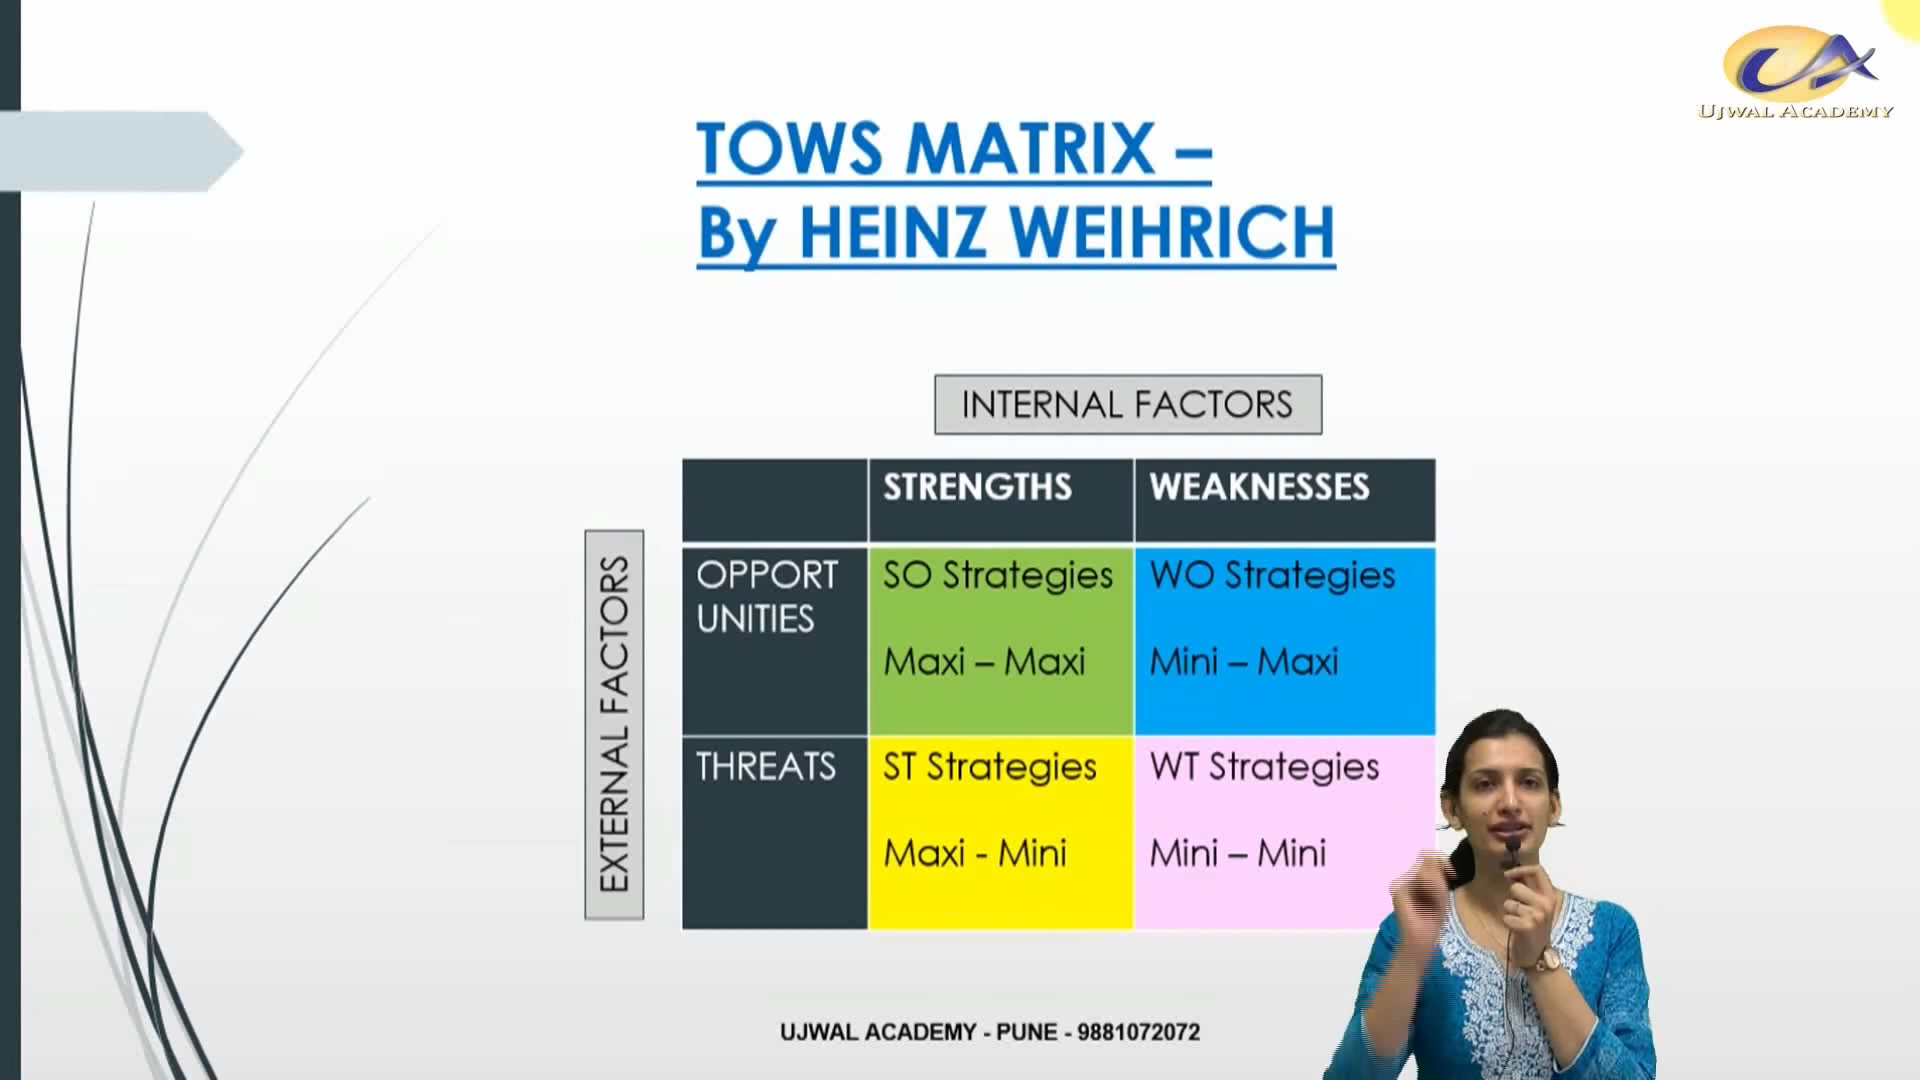 UJWAL ACADEMY
TOWS MATRIX –
By HEINZ WEIHRICH
INTERNAL FACTORS
EXTERNAL FACTORS
STRENGTHS WEAKNESSES
OPPORT
UNITIES
SO Strategies
Maxi – Maxi
WO Strategies
Mini – Maxi
THREATS
ST Strategies
Maxi - Mini
WT Strategies
Mini – Mini
UJWAL ACADEMY - PUNE - 9881072072